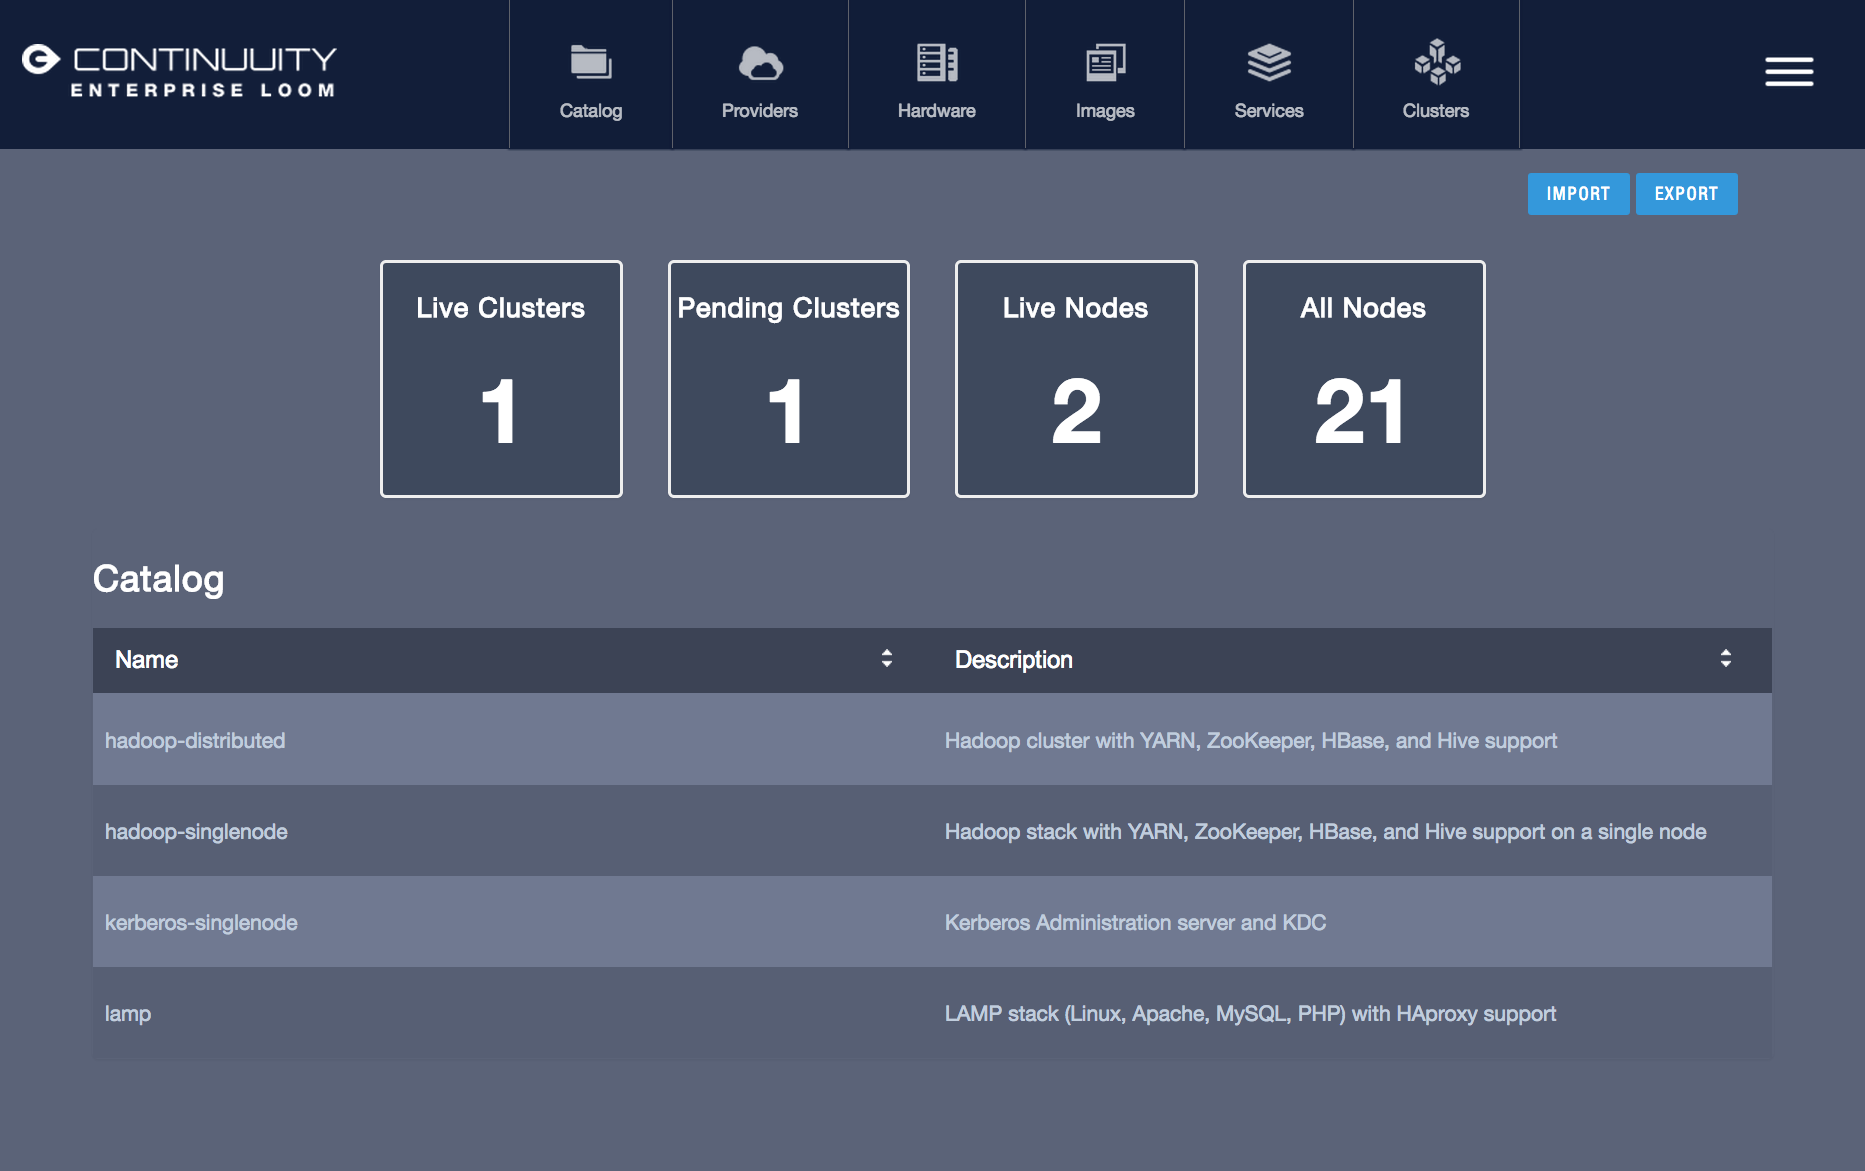 CONTINUUITY
ENTERPRISE LOOM
Catalog
Providers
Hardware
Images
Services
Clusters
IMPORT
EXPORT
Live Clusters
1
Pending Clusters
1
Live Nodes
2
All Nodes
21
Catalog
Name
Description
hadoop-distributed
Hadoop cluster with YARN, ZooKeeper, HBase, and Hive support
hadoop-singlenode
Hadoop stack with YARN, ZooKeeper, HBase, and Hive support on a single node
kerberos-singlenode
Kerberos Administration server and KDC
lamp
LAMP stack (Linux, Apache, MySQL, PHP) with HAproxy support